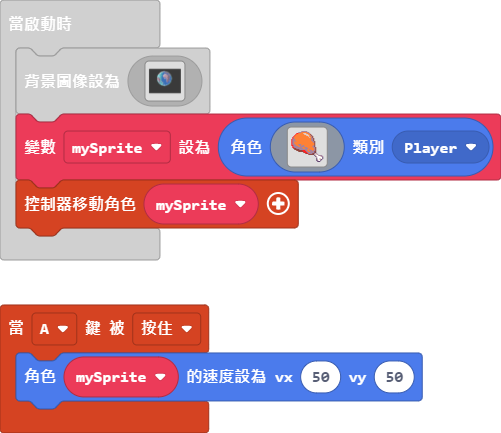 當啟動時
背景圖像設為
變數 mySprite 設為 角色 類別 Player
控制器移動角色 mySprite
當 A 鍵 被 按住
角色 mySprite 的速度設為 vx 50 vy 50